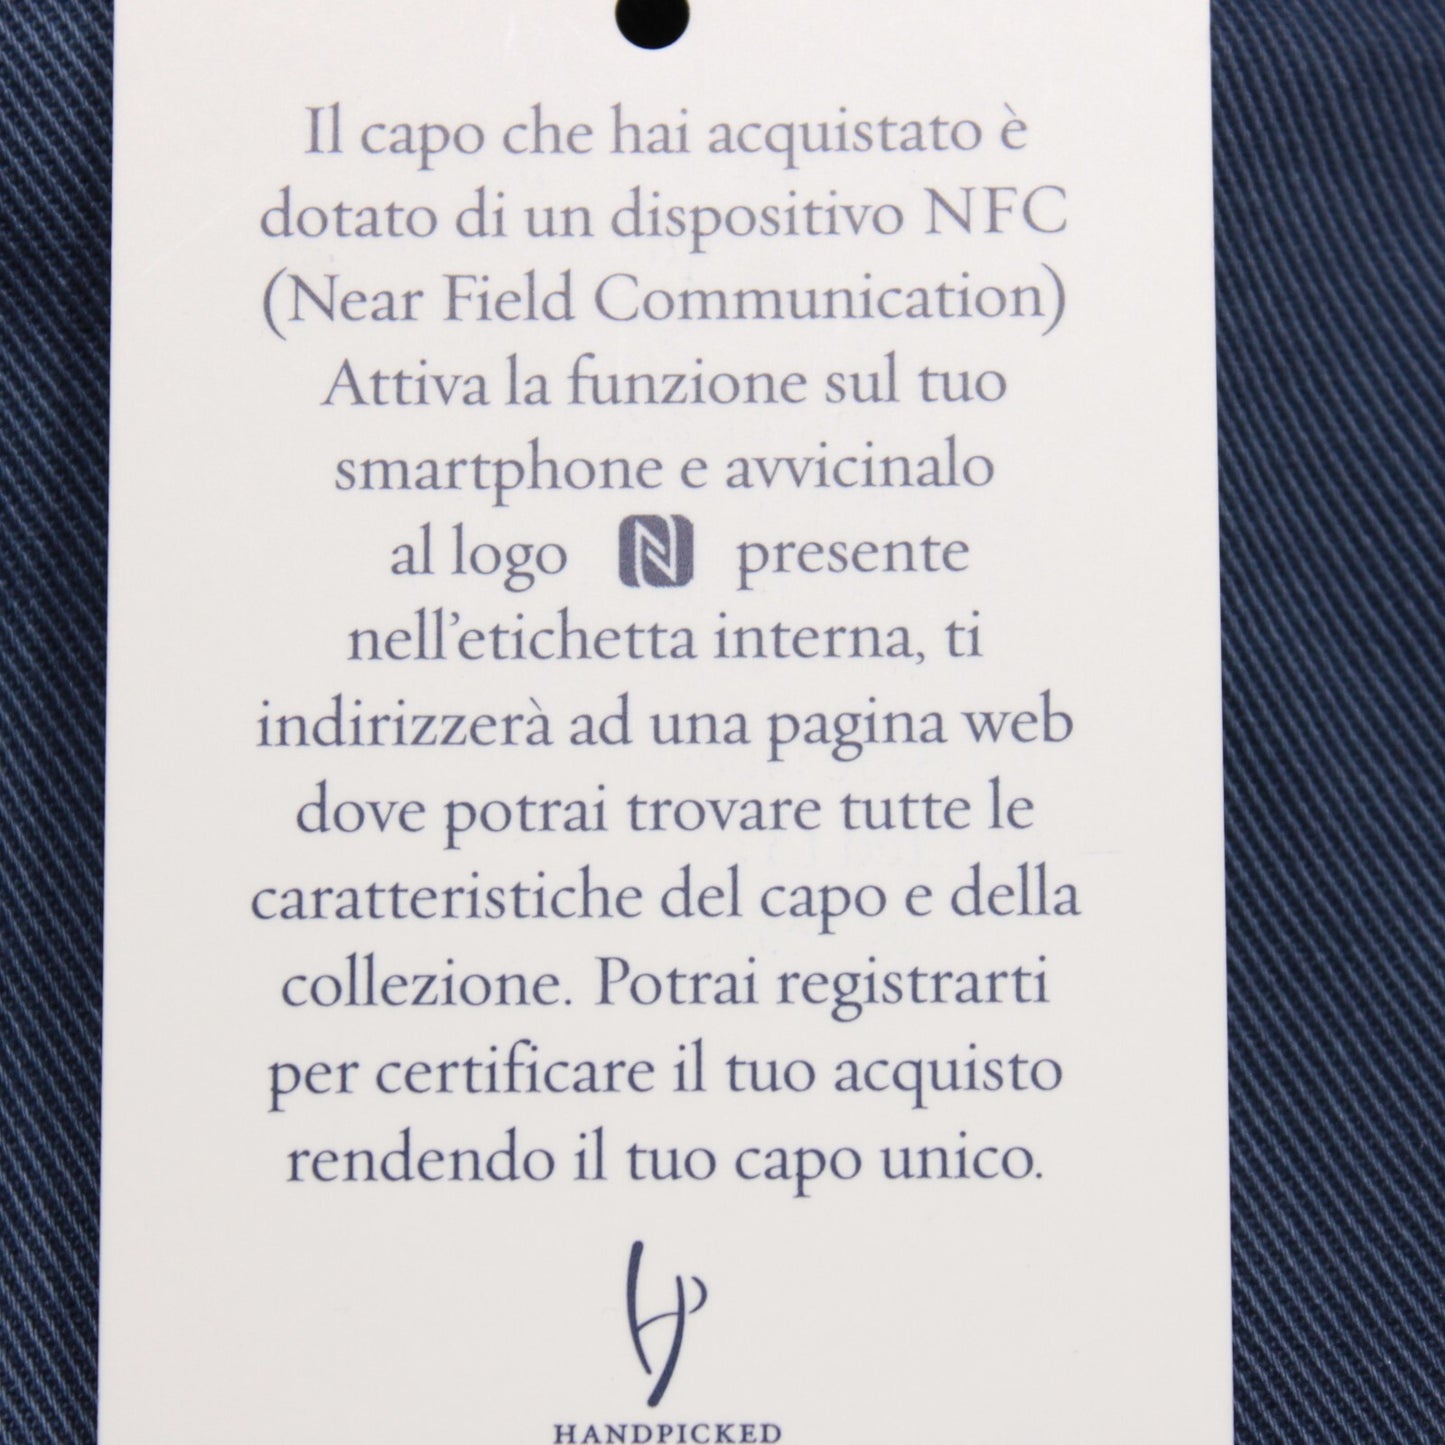 Il capo che hai acquistato è
dotato di un dispositivo NFC
(Near Field Communication)
Attiva la funzione sul tuo
smartphone e avvicinalo
al logo N presente
nell’etichetta interna, ti
indirizzerà ad una pagina web
dove potrai trovare tutte le
caratteristiche del capo e della
collezione. Potrai registrarti
per certificare il tuo acquisto
rendendo il tuo capo unico.
HANDPICKED